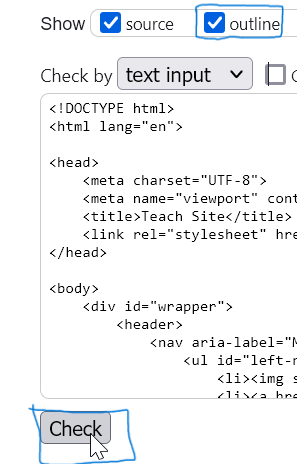 Show source outline
Check by text input
<!DOCTYPE html>
<html lang="en">
<head>
<meta charset="UTF-8">
<meta name="viewport" cont
<title>Teach Site</title>
<link rel="stylesheet" hre
</head>
<body>
<div id="wrapper">
<header>
<nav aria-label="M
<ul id="left-n
<li><img s
<li><a hr
Check